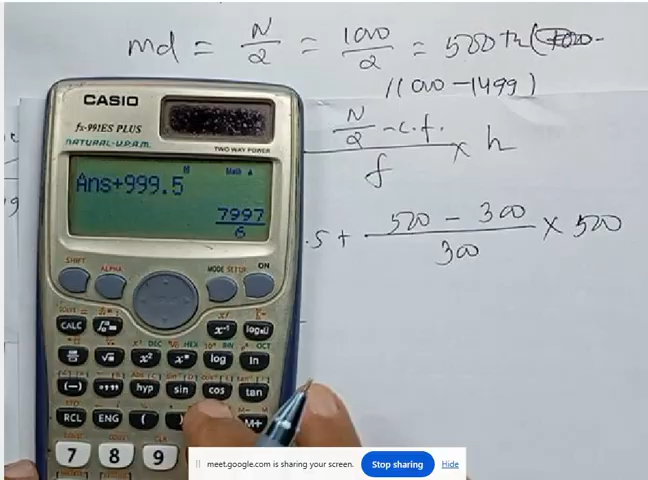 md = N/2 = 1000/2 = 500 th (
1000 - 1499)
N/2 - c.f. / f × h
.5 + 500 - 300 / 300 × 500
CASIO
fx-991ES PLUS
NATURAL-V.P.A.M.
TWO WAY POWER
M Math ▲
Ans+999.5
7997/6
SHIFT ALPHA MODE SETUP ON
CALC x⁻¹
x² log ln
(−) hyp sin cos tan
RCL ENG ( ) M+
7 8 9
meet.google.com is sharing your screen. Stop sharing Hide